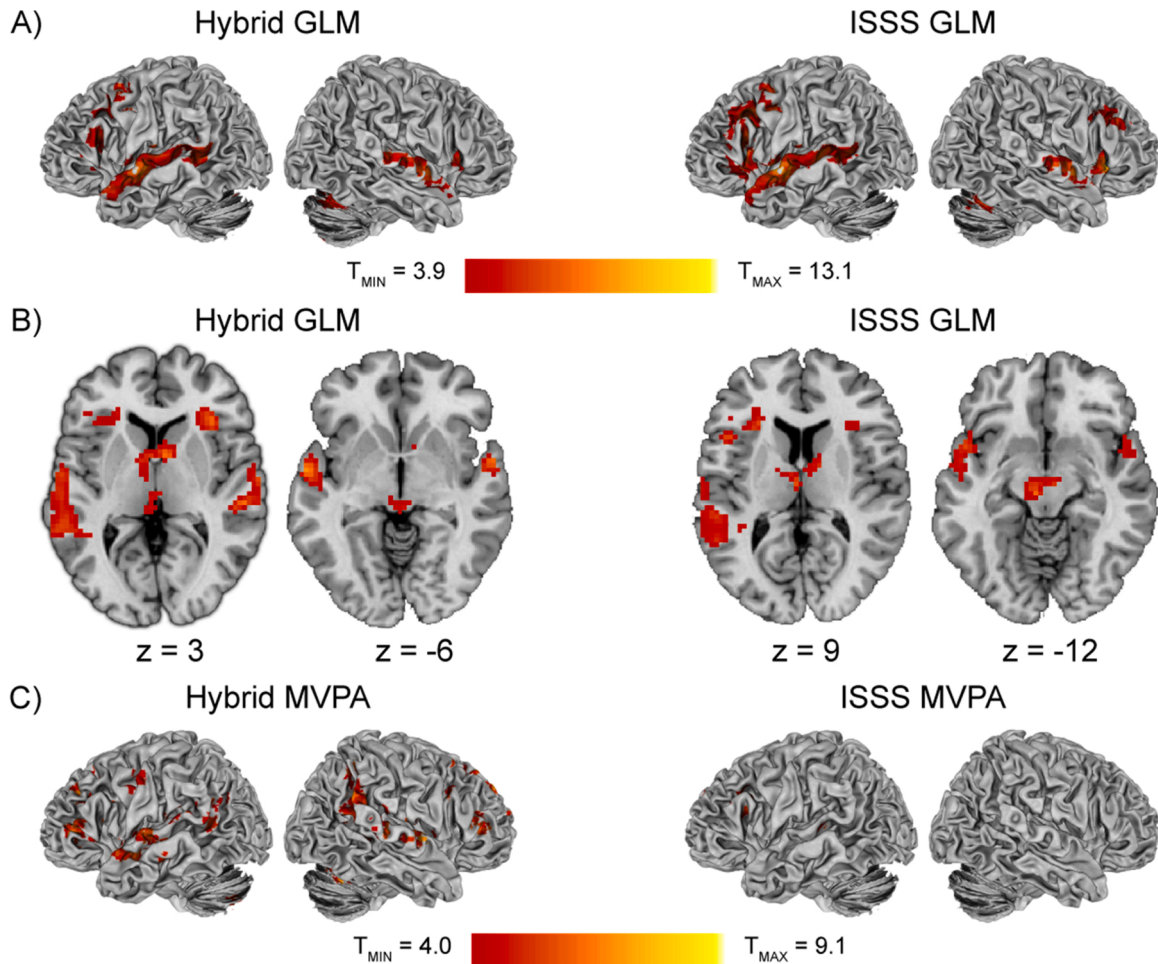 A) Hybrid GLM ISSS GLM
T_MIN = 3.9 T_MAX = 13.1
B) Hybrid GLM ISSS GLM
z = 3 z = -6 z = 9 z = -12
C) Hybrid MVPA ISSS MVPA
T_MIN = 4.0 T_MAX = 9.1